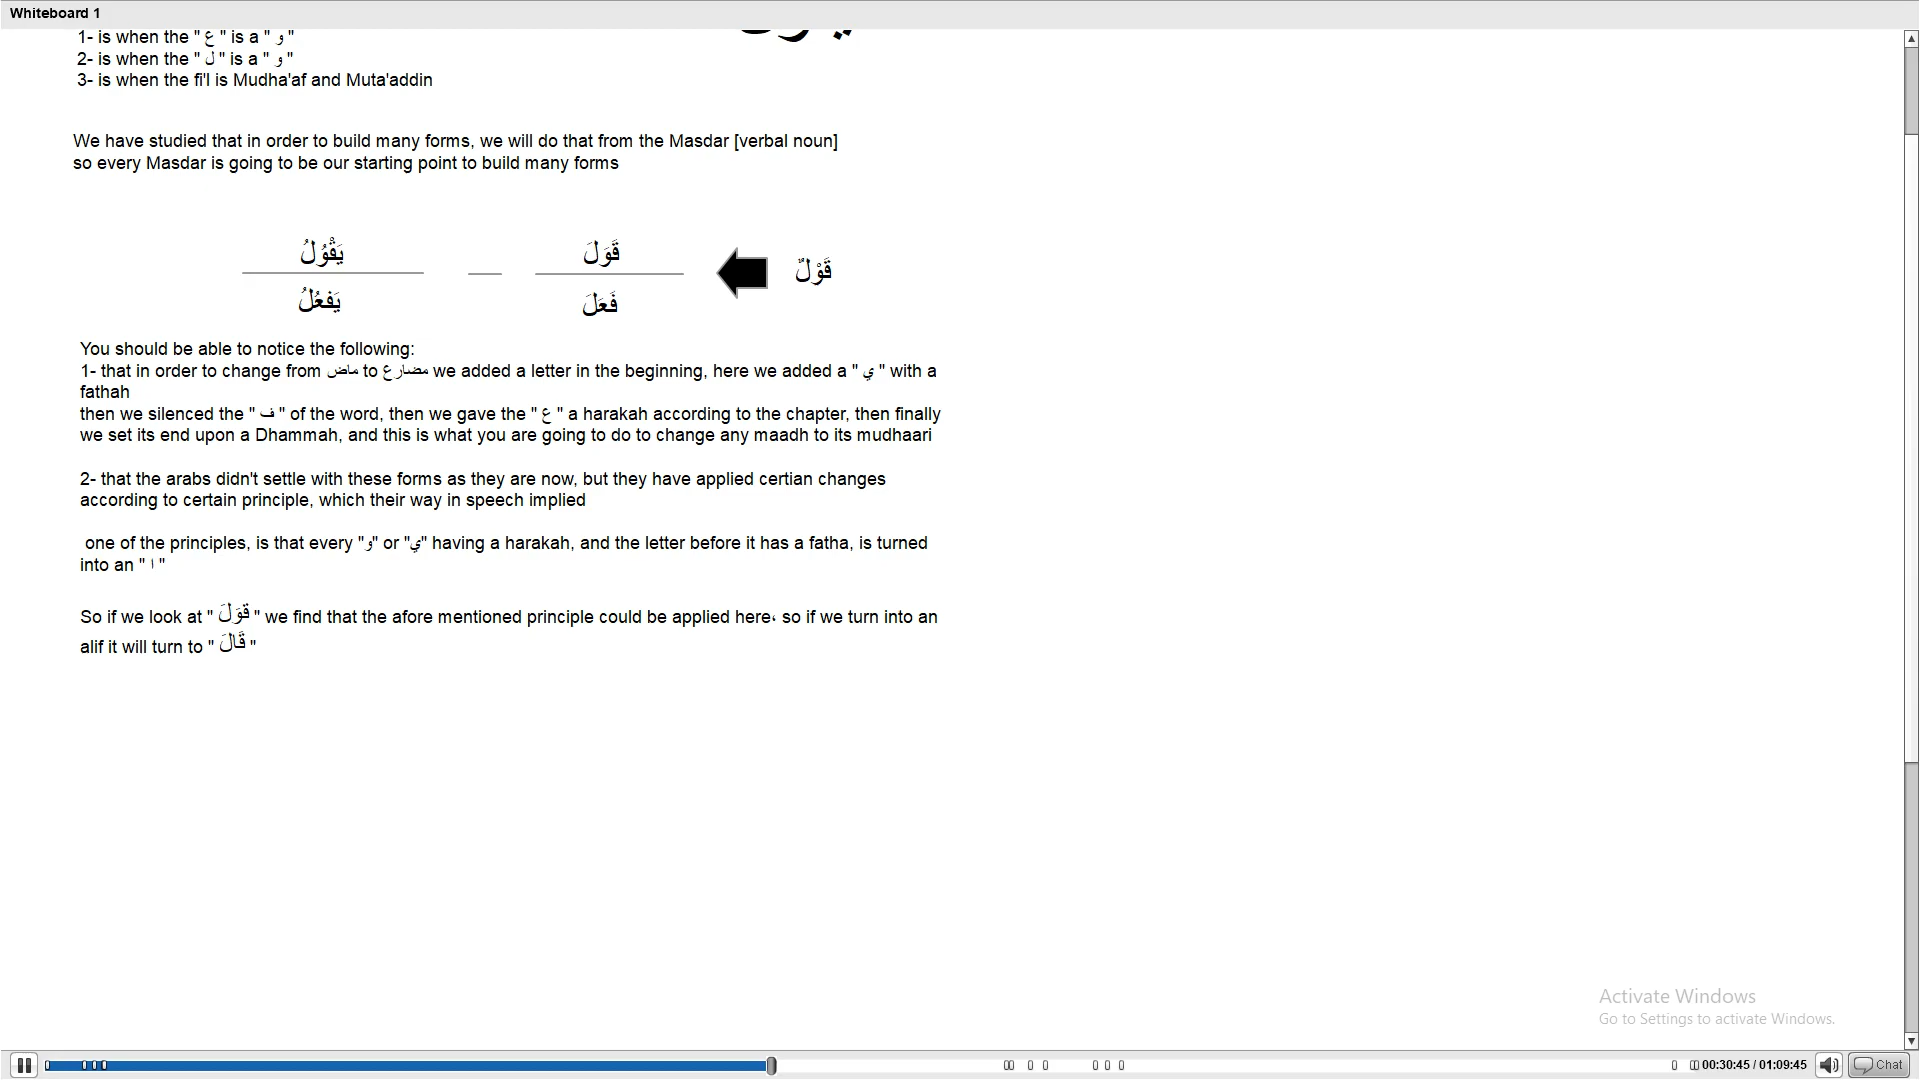 Whiteboard 1
1- is when the " ع " is a " و "
2- is when the " ل " is a " و "
3- is when the fi'l is Mudha'af and Muta'addin
We have studied that in order to build many forms, we will do that from the Masdar [verbal noun]
so every Masdar is going to be our starting point to build many forms
يَقْوُلُ قَوَلَ
قَوْلٌ
يَفعُلُ فَعَلَ
You should be able to notice the following:
1- that in order to change from ماض to مضارع we added a letter in the beginning, here we added a " ي " with a
fathah
then we silenced the " ف " of the word, then we gave the " ع " a harakah according to the chapter, then finally
we set its end upon a Dhammah, and this is what you are going to do to change any maadh to its mudhaari
2- that the arabs didn't settle with these forms as they are now, but they have applied certian changes
according to certain principle, which their way in speech implied
one of the principles, is that every "و" or "ي" having a harakah, and the letter before it has a fatha, is turned
into an " ا "
So if we look at " قَوَلَ " we find that the afore mentioned principle could be applied here، so if we turn into an
alif it will turn to " قَالَ "
Activate Windows
Go to Settings to activate Windows.
00:30:45 / 01:09:45
Chat